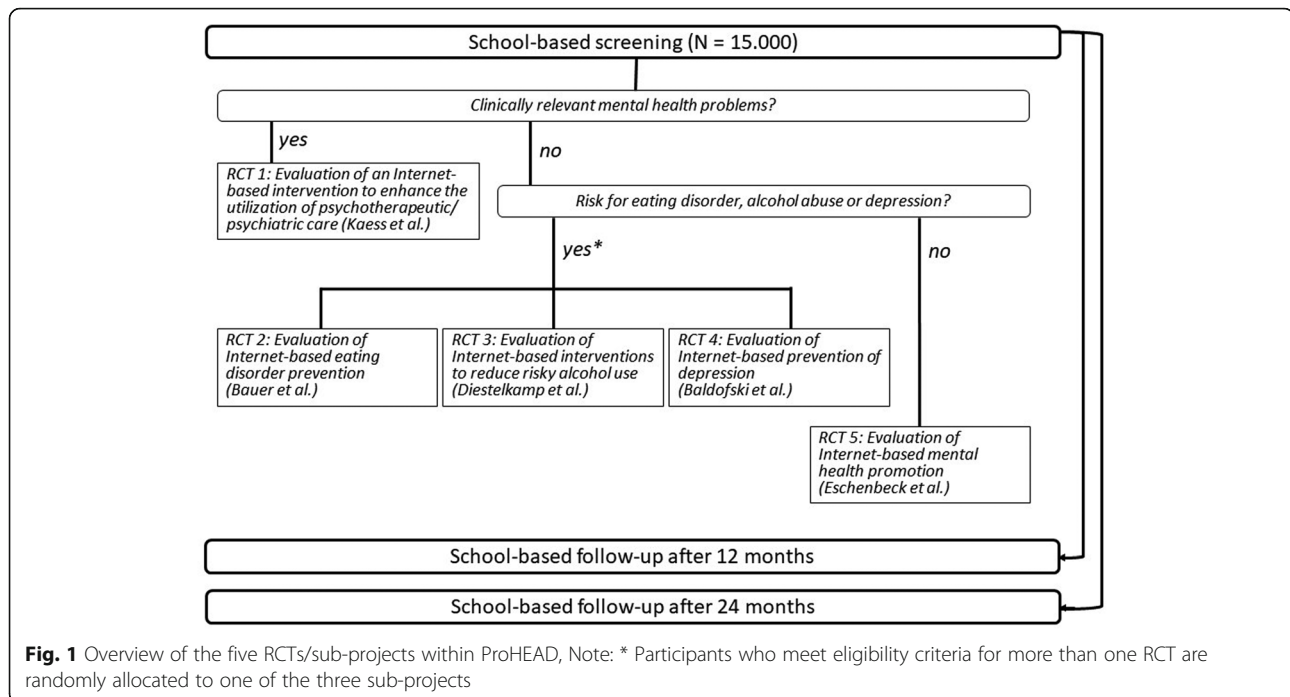 School-based screening (N = 15.000)
Clinically relevant mental health problems?
yes
no
RCT 1: Evaluation of an Internet-
based intervention to enhance the
utilization of psychotherapeutic/
psychiatric care (Kaess et al.)
Risk for eating disorder, alcohol abuse or depression?
yes*
no
RCT 2: Evaluation of
Internet-based eating
disorder prevention
(Bauer et al.)
RCT 3: Evaluation of
Internet-based interventions
to reduce risky alcohol use
(Diestelkamp et al.)
RCT 4: Evaluation of
Internet-based prevention of
depression
(Baldofski et al.)
RCT 5: Evaluation of
Internet-based mental
health promotion
(Eschenbeck et al.)
School-based follow-up after 12 months
School-based follow-up after 24 months
Fig. 1 Overview of the five RCTs/sub-projects within ProHEAD, Note: * Participants who meet eligibility criteria for more than one RCT are
randomly allocated to one of the three sub-projects